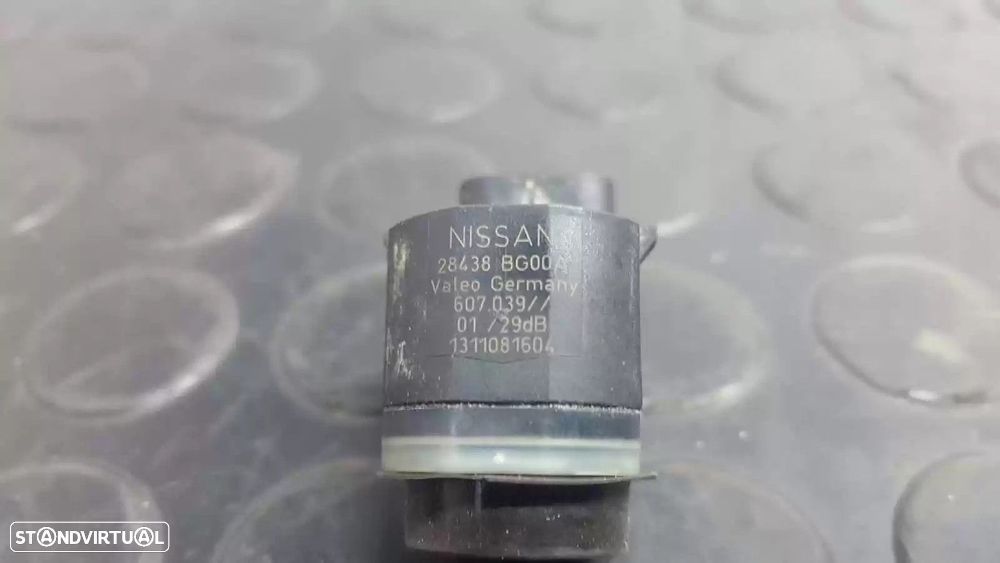 NISSAN
28438 BG00A
Valeo Germany
607.039//
01 /29dB
1311081604
STANDVIRTUAL